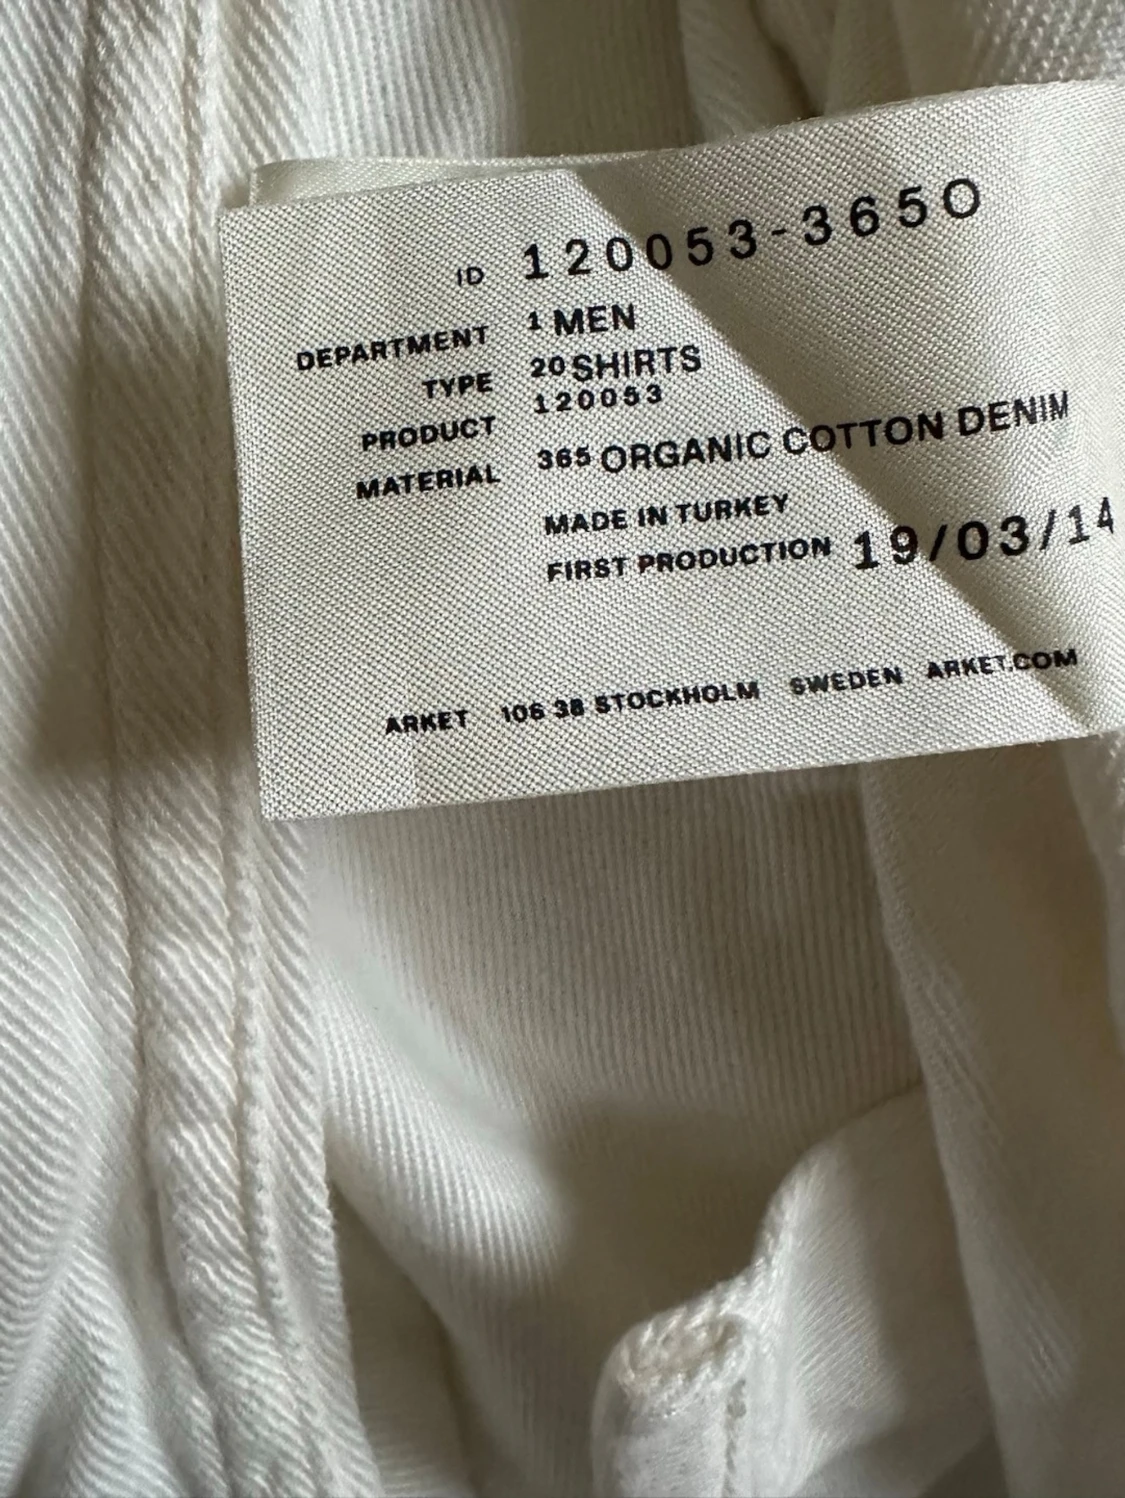 ID 120053-365O
DEPARTMENT 1 MEN
TYPE 20 SHIRTS
PRODUCT 120053
MATERIAL 365 ORGANIC COTTON DENIM
MADE IN TURKEY
FIRST PRODUCTION 19/03/14
ARKET 106 38 STOCKHOLM SWEDEN ARKET.COM